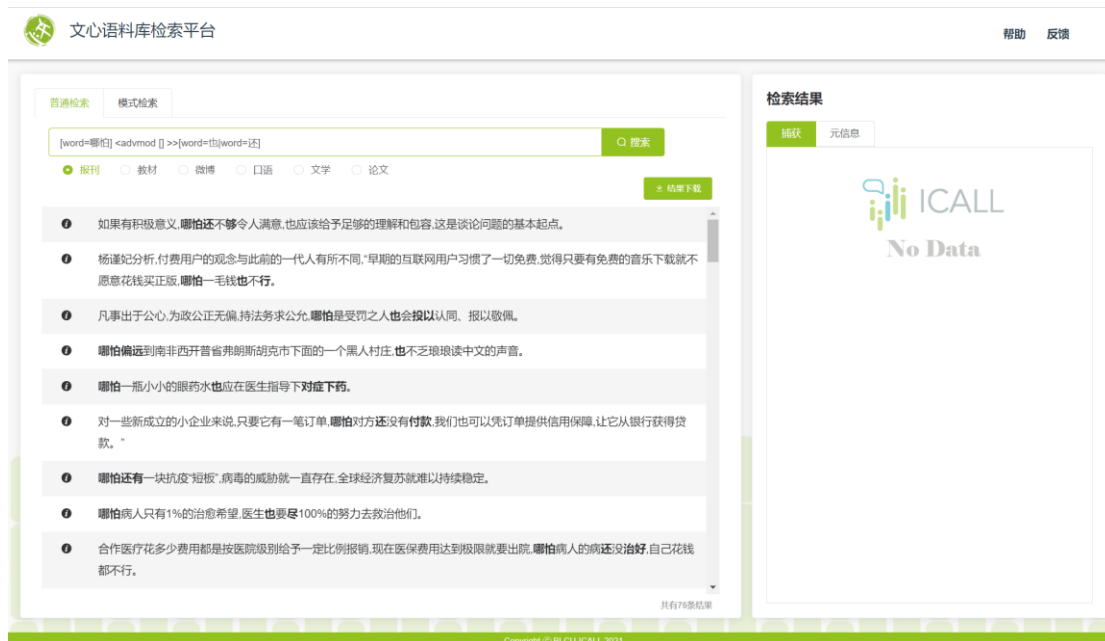 文心语料库检索平台
帮助 反馈
普通检索 模式检索
[word=哪怕] <advmod [] >>[word=也|word=还]
搜索
报刊 教材 微博 口语 文学 论文
结果下载
如果有积极意义,哪怕还不够令人满意,也应该给予足够的理解和包容,这是谈论问题的基本起点。
杨谨妃分析,付费用户的观念与此前的一代人有所不同,“早期的互联网用户习惯了一切免费,觉得只要有免费的音乐下载就不
愿意花钱买正版,哪怕一毛钱也不行。
凡事出于公心,为政公正无偏,持法务求公允,哪怕是受罚之人也会投以认同、报以敬佩。
哪怕偏远到南非西开普省弗朗斯胡克市下面的一个黑人村庄,也不乏琅琅读中文的声音。
哪怕一瓶小小的眼药水也应在医生指导下对症下药。
对一些新成立的小企业来说,只要它有一笔订单,哪怕对方还没有付款,我们也可以凭订单提供信用保障,让它从银行获得贷
款。”
哪怕还有一块抗疫“短板”,病毒的威胁就一直存在,全球经济复苏就难以持续稳定。
哪怕病人只有1%的治愈希望,医生也要尽100%的努力去救治他们。
合作医疗花多少费用都是按医院级别给予一定比例报销,现在医保费用达到极限就要出院,哪怕病人的病还没治好,自己花钱
都不行。
共有78条结果
检索结果
捕获 元信息
ICALL
No Data
Copyright © BLCU ICALL 2021